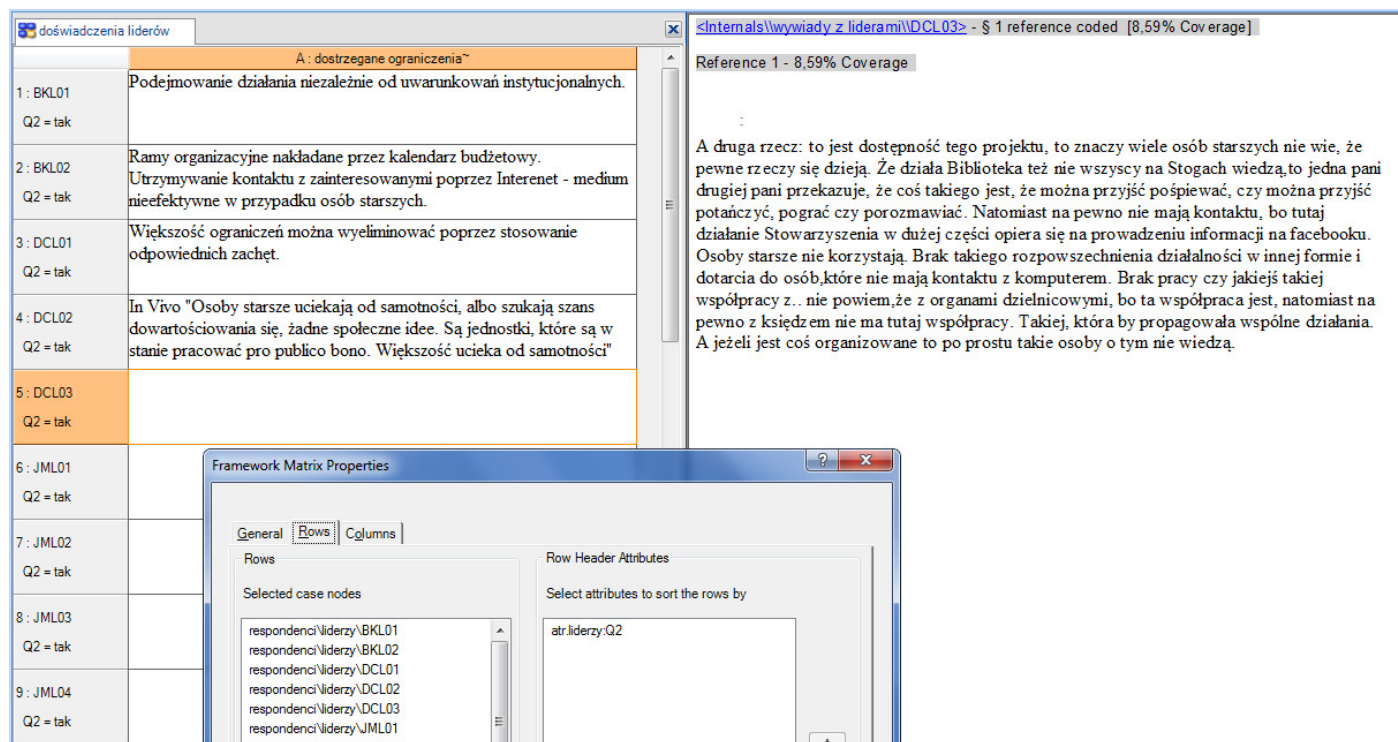 doświadczenia liderów
A : dostrzegane ograniczenia~
1 : BKL01
Q2 = tak
Podejmowanie działania niezależnie od uwarunkowań instytucjonalnych.
2 : BKL02
Q2 = tak
Ramy organizacyjne nakładane przez kalendarz budżetowy.
Utrzymywanie kontaktu z zainteresowanymi poprzez Interenet - medium
nieefektywne w przypadku osób starszych.
3 : DCL01
Q2 = tak
Większość ograniczeń można wyeliminować poprzez stosowanie
odpowiednich zachęt.
4 : DCL02
Q2 = tak
In Vivo "Osoby starsze uciekają od samotności, albo szukają szans
dowartościowania się, żadne społeczne idee. Są jednostki, które są w
stanie pracować pro publico bono. Większość ucieka od samotności"
5 : DCL03
Q2 = tak
6 : JML01
Q2 = tak
7 : JML02
Q2 = tak
8 : JML03
Q2 = tak
9 : JML04
Q2 = tak
<Internals\\wywiady z liderami\\DCL03> - § 1 reference coded [8,59% Coverage]
Reference 1 - 8,59% Coverage
:
A druga rzecz: to jest dostępność tego projektu, to znaczy wiele osób starszych nie wie, że
pewne rzeczy się dzieją. Że działa Biblioteka też nie wszyscy na Stogach wiedzą,to jedna pani
drugiej pani przekazuje, że coś takiego jest, że można przyjść pośpiewać, czy można przyjść
potańczyć, pograć czy porozmawiać. Natomiast na pewno nie mają kontaktu, bo tutaj
działanie Stowarzyszenia w dużej części opiera się na prowadzeniu informacji na facebooku.
Osoby starsze nie korzystają. Brak takiego rozpowszechnienia działalności w innej formie i
dotarcia do osób,które nie mają kontaktu z komputerem. Brak pracy czy jakiejś takiej
współpracy z.. nie powiem,że z organami dzielnicowymi, bo ta współpraca jest, natomiast na
pewno z księdzem nie ma tutaj współpracy. Takiej, która by propagowała wspólne działania.
A jeżeli jest coś organizowane to po prostu takie osoby o tym nie wiedzą.
Framework Matrix Properties
General Rows Columns
Rows
Selected case nodes
respondenci\liderzy\BKL01
respondenci\liderzy\BKL02
respondenci\liderzy\DCL01
respondenci\liderzy\DCL02
respondenci\liderzy\DCL03
respondenci\liderzy\JML01
Row Header Attributes
Select attributes to sort the rows by
atr.liderzy:Q2